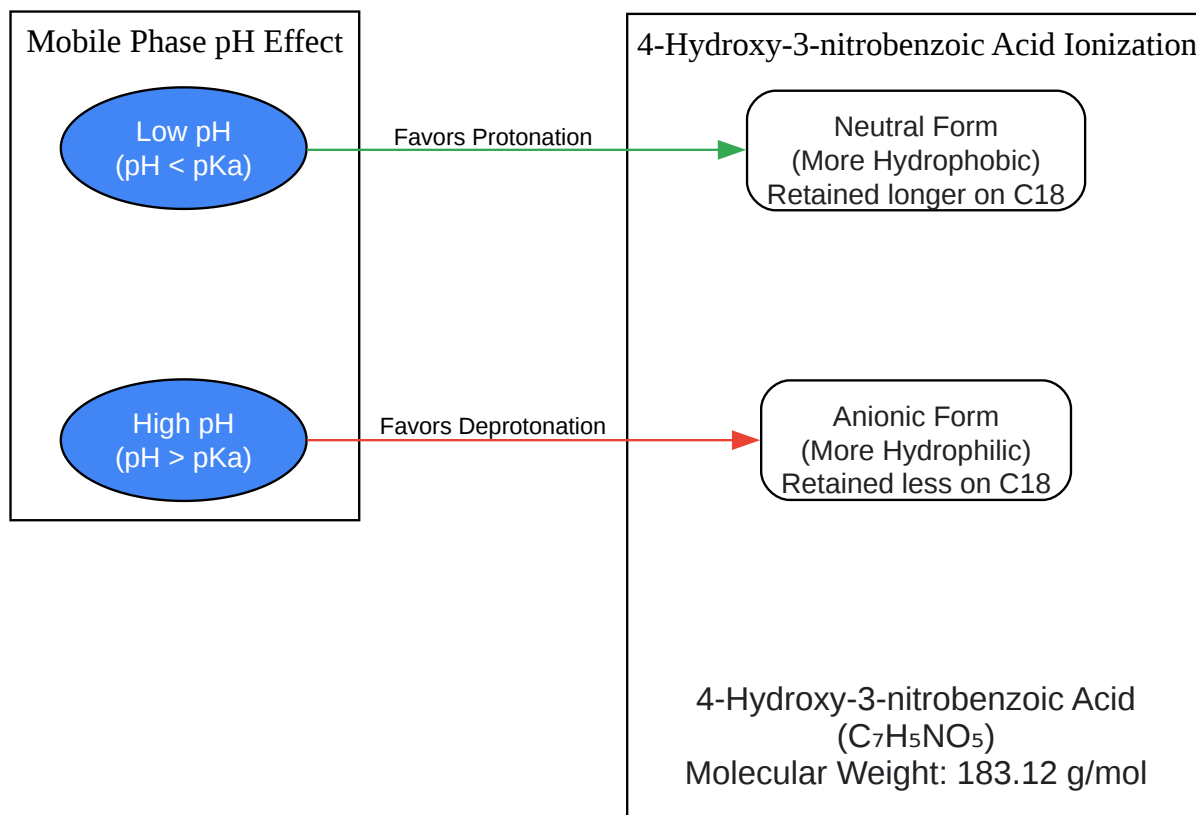 Mobile Phase pH Effect
Low pH
(pH < pKa)
High pH
(pH > pKa)
Favors Protonation
Favors Deprotonation
4-Hydroxy-3-nitrobenzoic Acid Ionization
Neutral Form
(More Hydrophobic)
Retained longer on C18
Anionic Form
(More Hydrophilic)
Retained less on C18
4-Hydroxy-3-nitrobenzoic Acid
(C₇H₅NO₅)
Molecular Weight: 183.12 g/mol